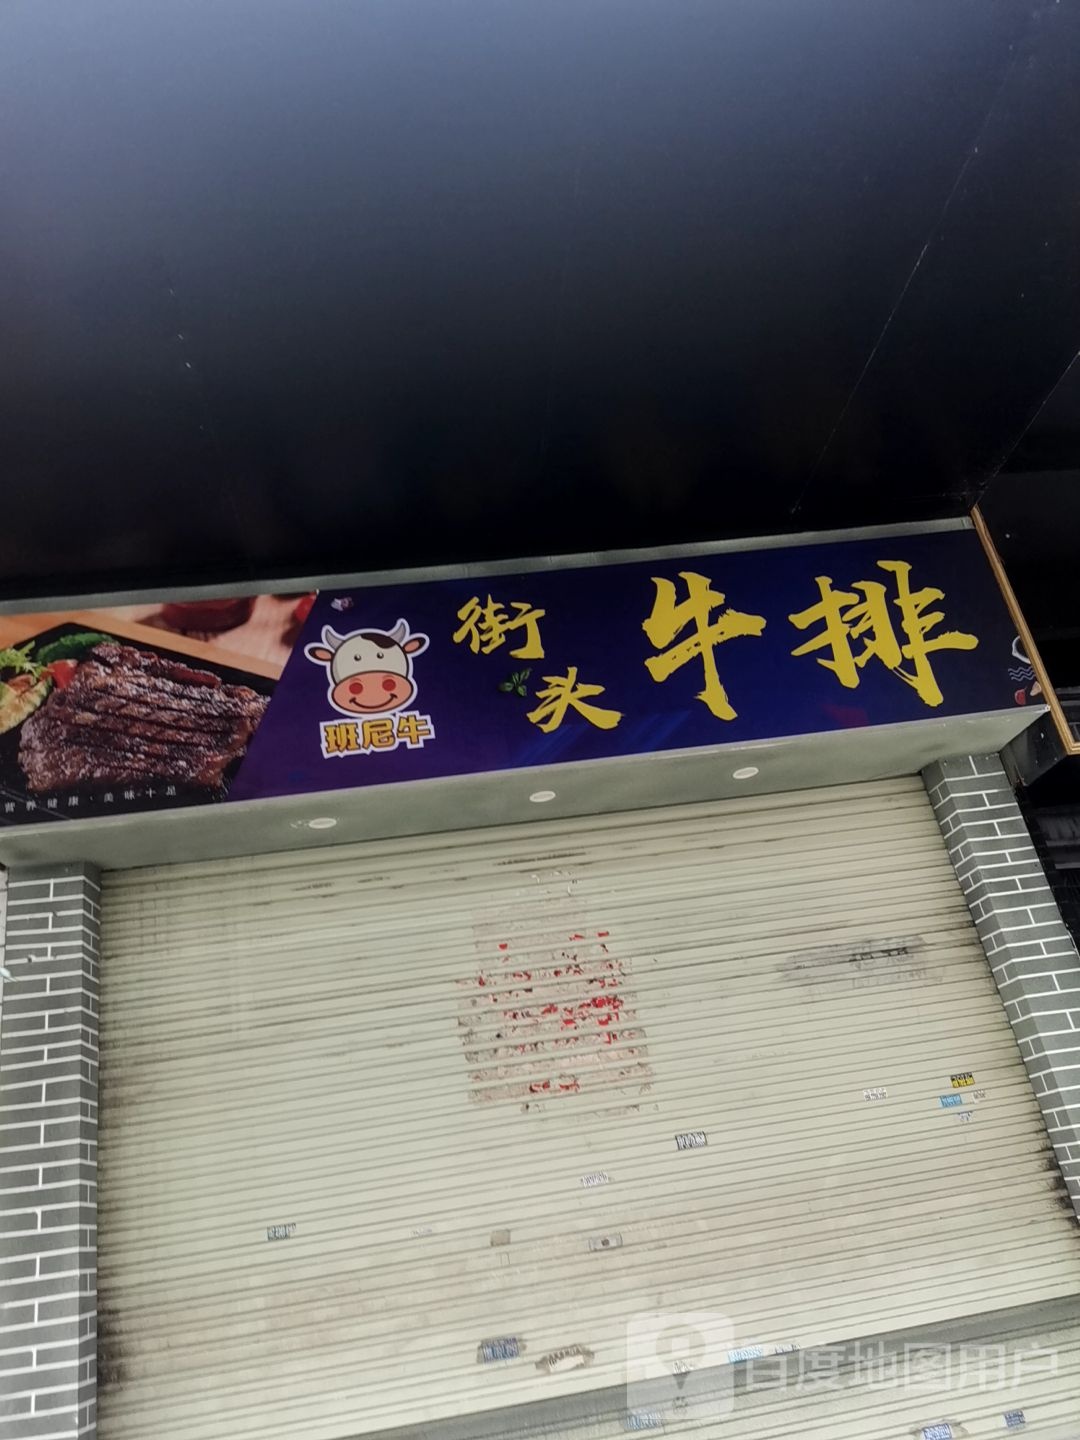 街头牛排
班尼牛
营养健康·美味十足
百度地图用户